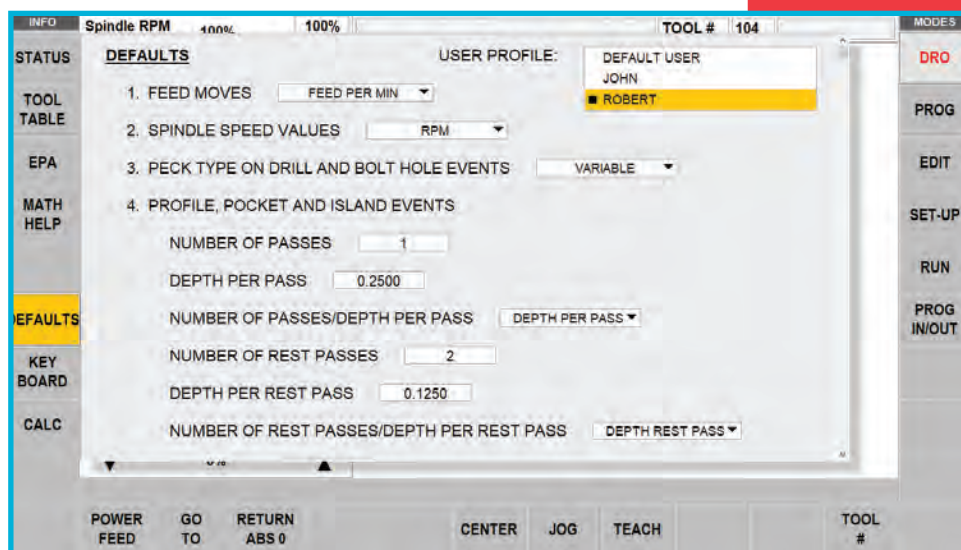 INFO
Spindle RPM 100% 100% TOOL # 104
MODES
STATUS
TOOL TABLE
EPA
MATH HELP
DEFAULTS
KEY BOARD
CALC
DEFAULTS
USER PROFILE:
DEFAULT USER
JOHN
ROBERT
1. FEED MOVES FEED PER MIN
2. SPINDLE SPEED VALUES RPM
3. PECK TYPE ON DRILL AND BOLT HOLE EVENTS VARIABLE
4. PROFILE, POCKET AND ISLAND EVENTS
NUMBER OF PASSES 1
DEPTH PER PASS 0.2500
NUMBER OF PASSES/DEPTH PER PASS DEPTH PER PASS
NUMBER OF REST PASSES 2
DEPTH PER REST PASS 0.1250
NUMBER OF REST PASSES/DEPTH PER REST PASS DEPTH REST PASS
DRO
PROG
EDIT
SET-UP
RUN
PROG IN/OUT
POWER FEED
GO TO
RETURN ABS 0
CENTER
JOG
TEACH
TOOL #